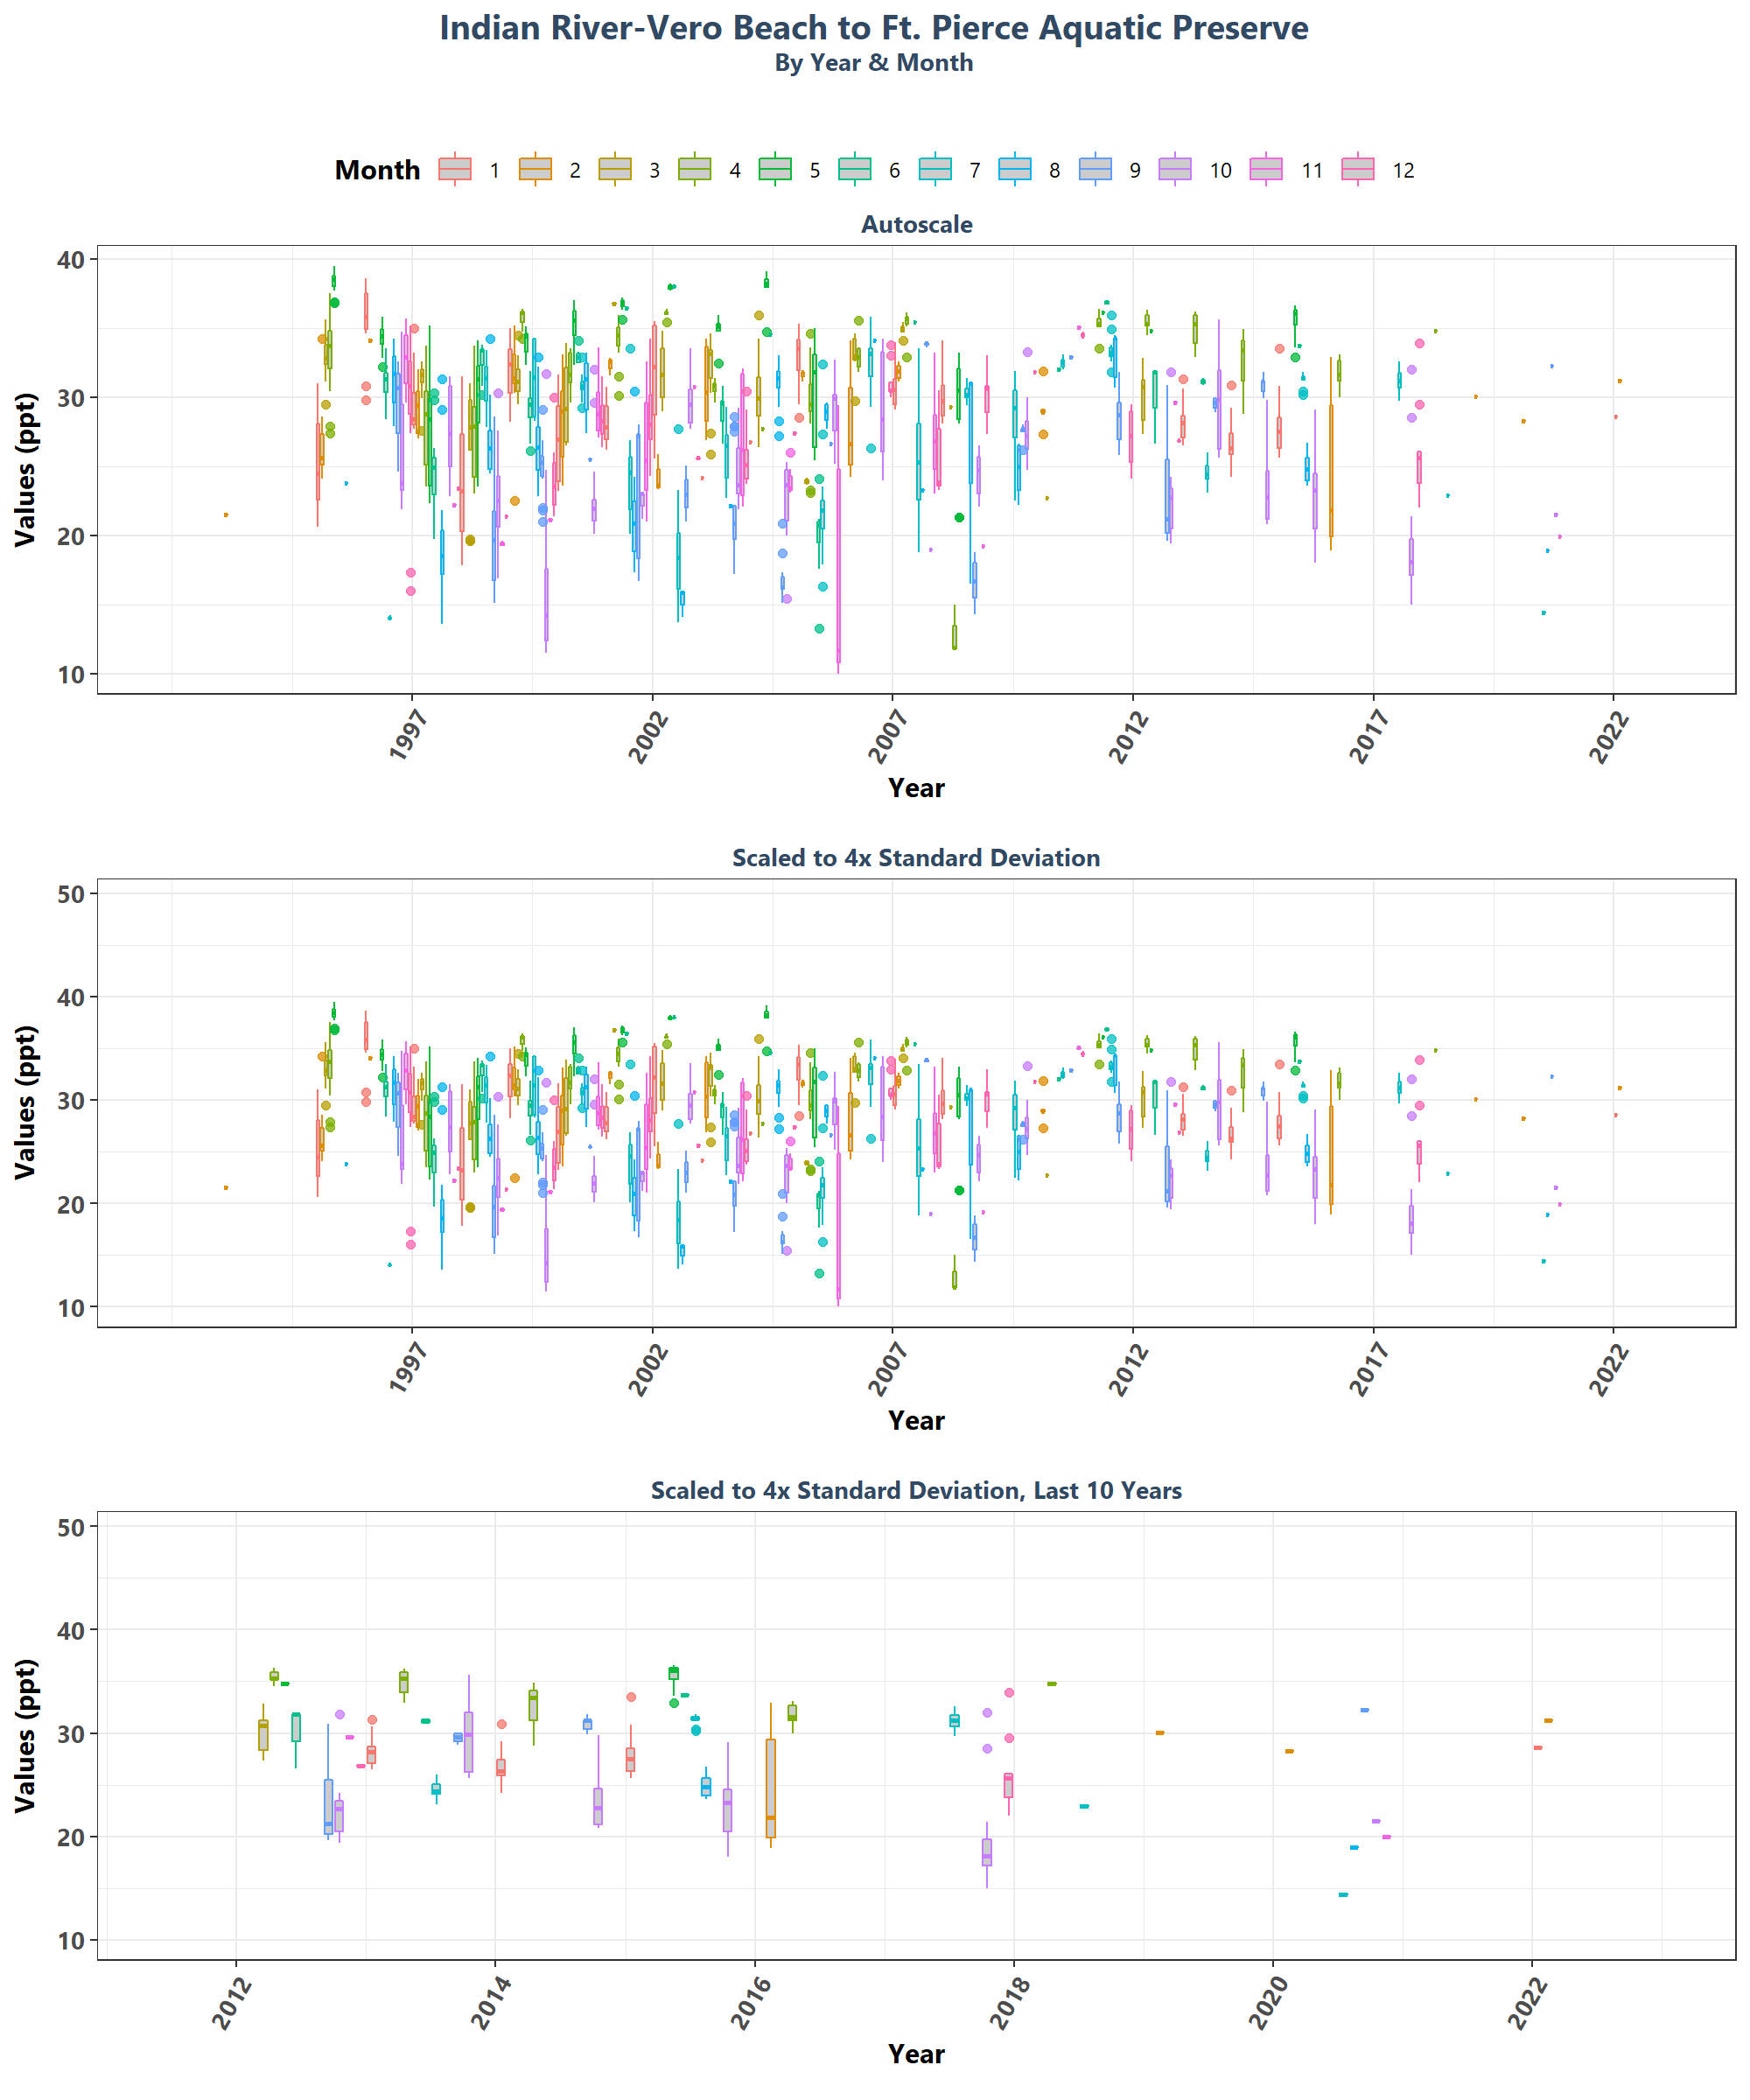 Indian River-Vero Beach to Ft. Pierce Aquatic Preserve
By Year & Month
Month 1 2 3 4 5 6 7 8 9 10 11 12
Autoscale
Values (ppt)
40
30
20
10
1997 2002 2007 2012 2017 2022
Year
Scaled to 4x Standard Deviation
Values (ppt)
50
40
30
20
10
1997 2002 2007 2012 2017 2022
Year
Scaled to 4x Standard Deviation, Last 10 Years
Values (ppt)
50
40
30
20
10
2012 2014 2016 2018 2020 2022
Year